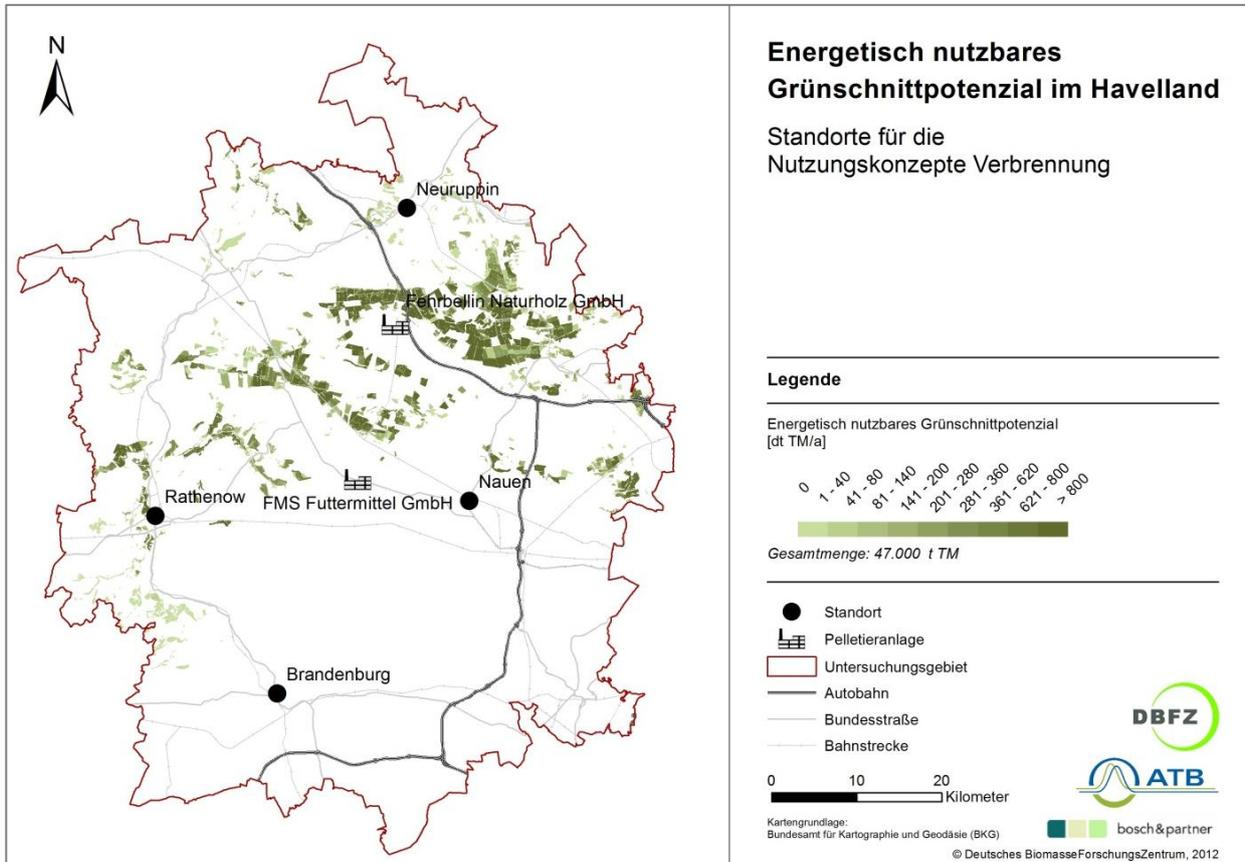 N
Neuruppin
Fehrbellin Naturholz GmbH
Nauen
Rathenow
FMS Futtermittel GmbH
Brandenburg
Energetisch nutzbares
Grünschnittpotenzial im Havelland
Standorte für die
Nutzungskonzepte Verbrennung
Legende
Energetisch nutzbares Grünschnittpotenzial
[dt TM/a]
0 1 - 40 41 - 80 81 - 140 141 - 200 201 - 280 281 - 360 361 - 620 621 - 800 > 800
Gesamtmenge: 47.000 t TM
Standort
Pelletieranlage
Untersuchungsgebiet
Autobahn
Bundesstraße
Bahnstrecke
DBFZ
ATB
0 10 20
Kilometer
Kartengrundlage:
Bundesamt für Kartographie und Geodäsie (BKG)
bosch&partner
© Deutsches BiomasseForschungsZentrum, 2012